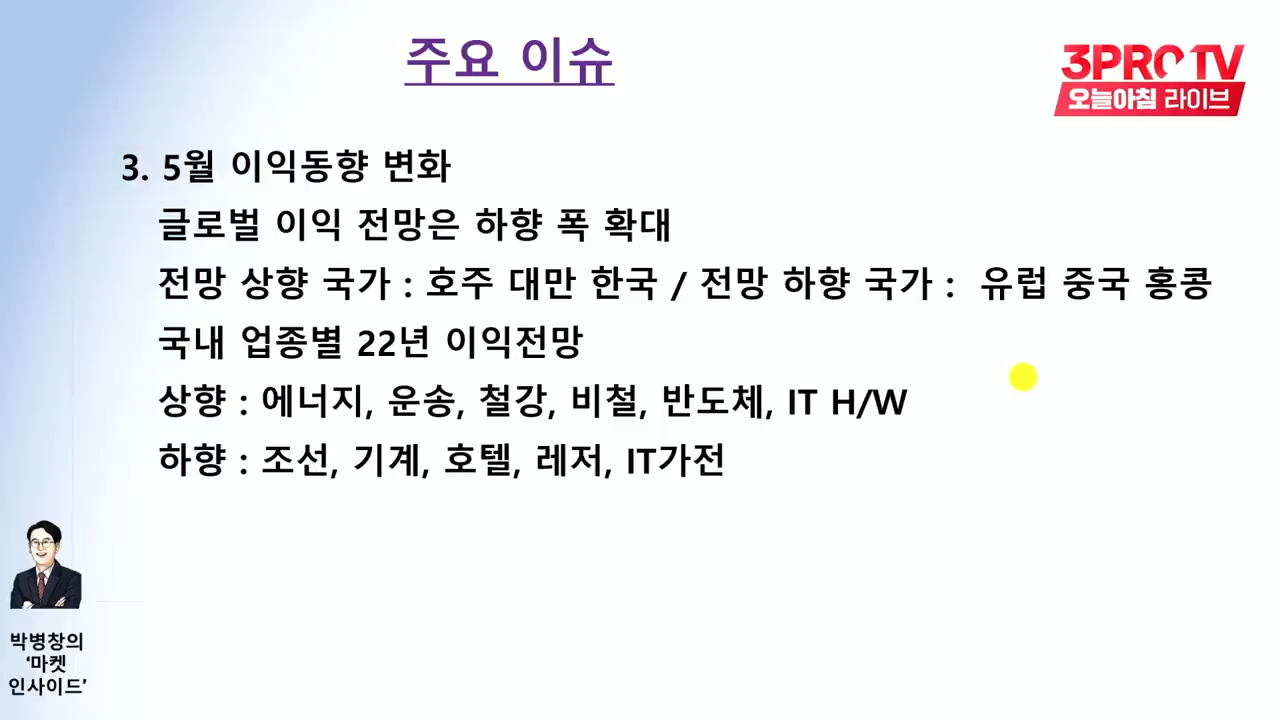 주요 이슈
3PRO TV
오늘아침 라이브
3. 5월 이익동향 변화
글로벌 이익 전망은 하향 폭 확대
전망 상향 국가 : 호주 대만 한국 / 전망 하향 국가 : 유럽 중국 홍콩
국내 업종별 22년 이익전망
상향 : 에너지, 운송, 철강, 비철, 반도체, IT H/W
하향 : 조선, 기계, 호텔, 레저, IT가전
박병창의
‘마켓
인사이드’